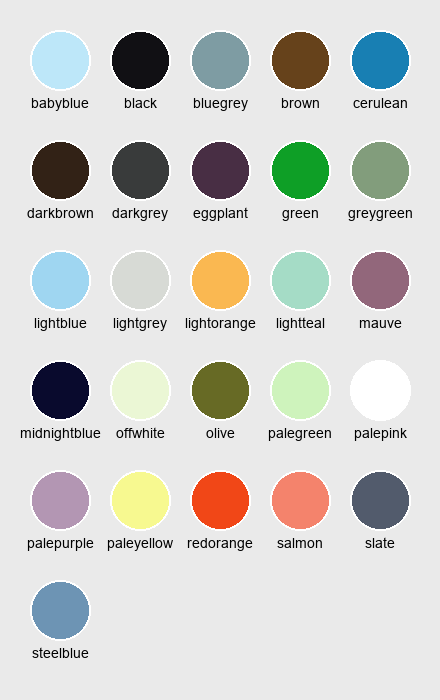 babyblue black bluegrey brown cerulean
darkbrown darkgrey eggplant green greygreen
lightblue lightgrey lightorange lightteal mauve
midnightblue offwhite olive palegreen palepink
palepurple paleyellow redorange salmon slate
steelblue